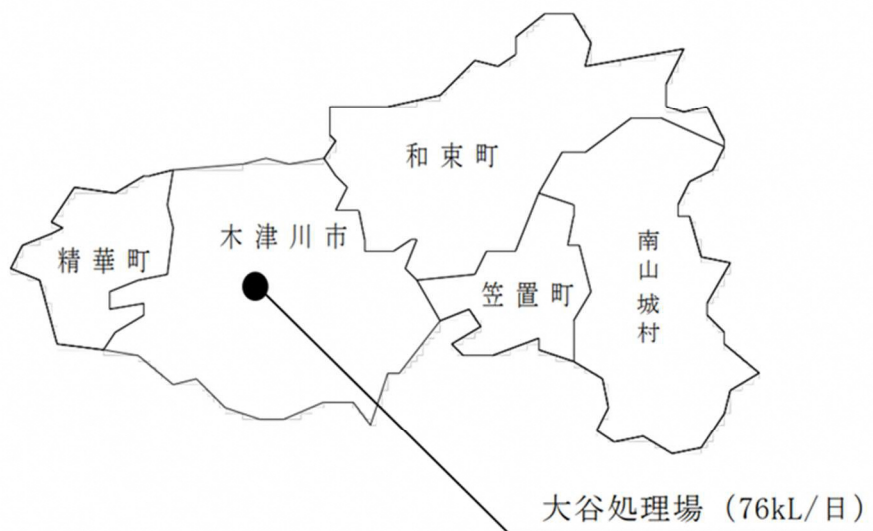 和束町
木津川市
精華町
笠置町
南山城村
大谷処理場（76kL/日）